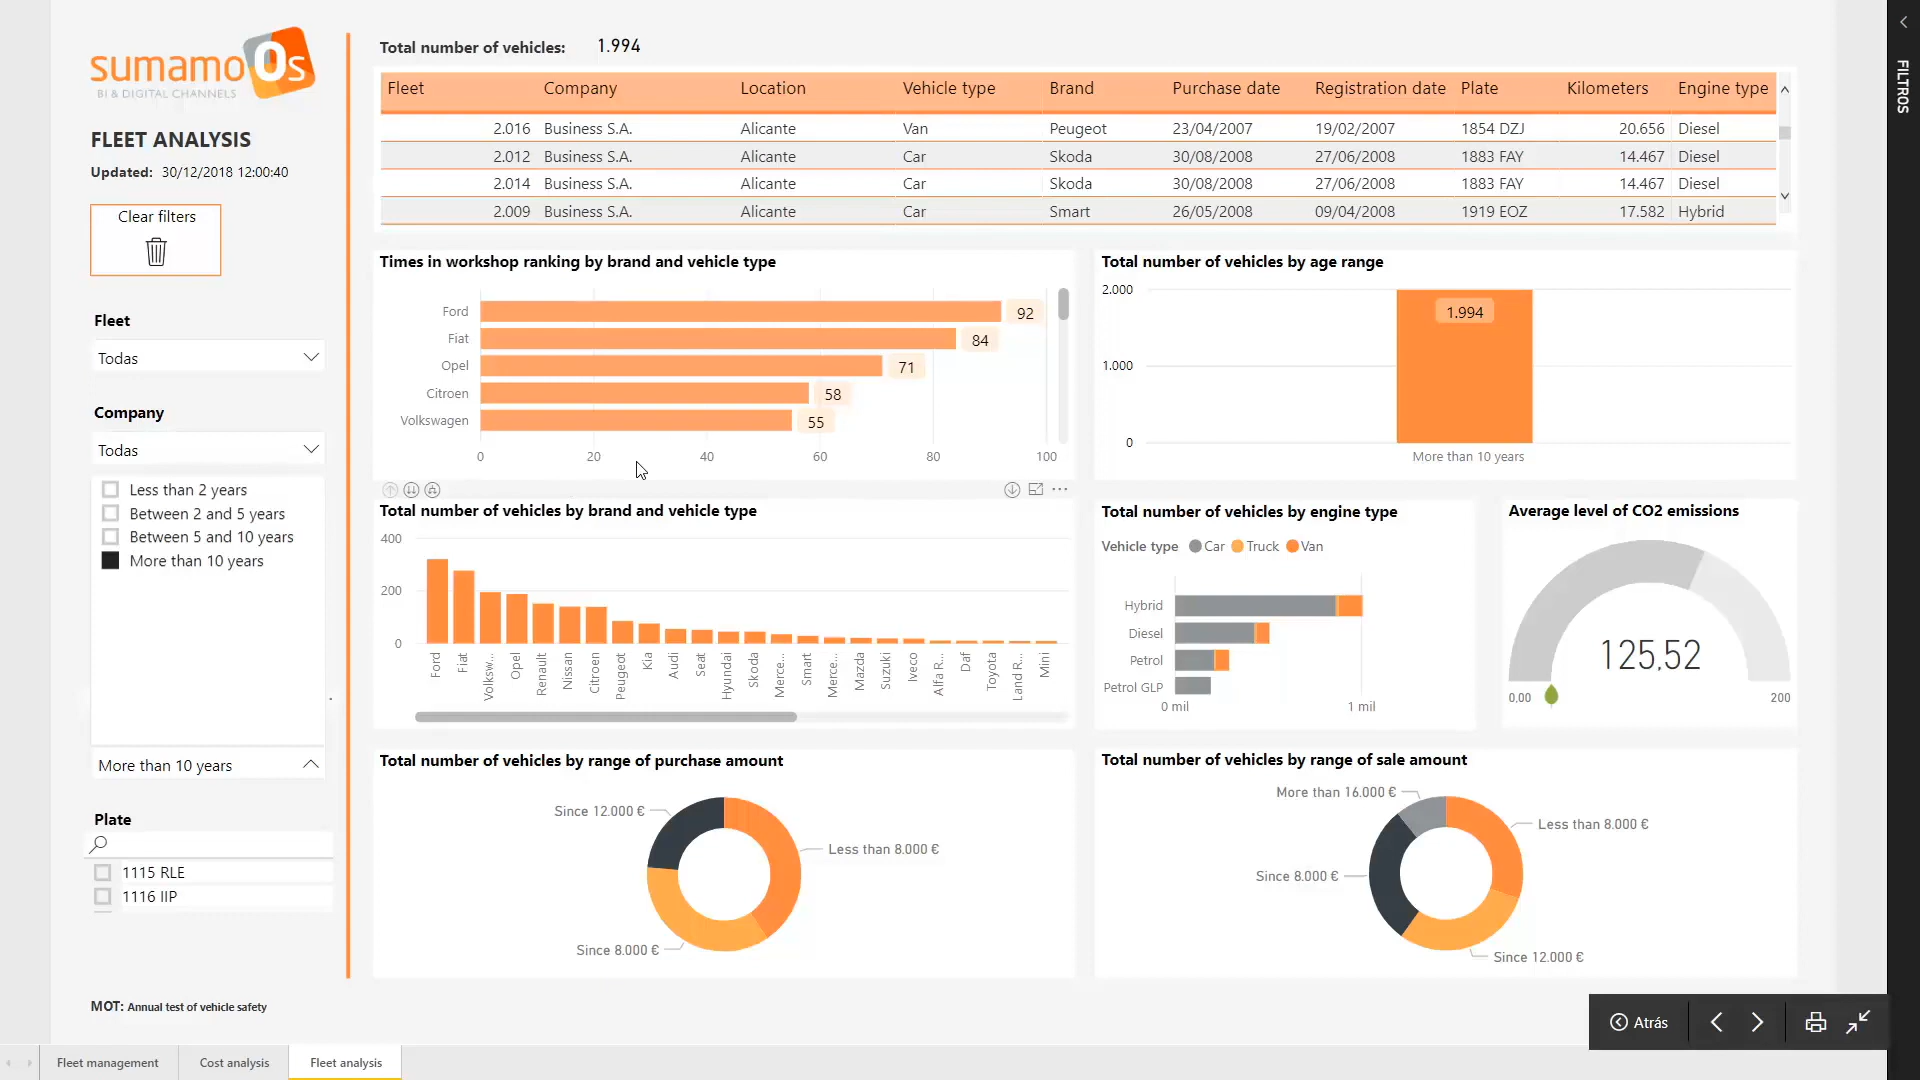 sumamoOs
BI & DIGITAL CHANNELS
FLEET ANALYSIS
Updated: 30/12/2018 12:00:40
Clear filters
Fleet
Todas
Company
Todas
Less than 2 years
Between 2 and 5 years
Between 5 and 10 years
More than 10 years
More than 10 years
Plate
1115 RLE
1116 IIP
MOT: Annual test of vehicle safety
Total number of vehicles: 1.994
Fleet Company Location Vehicle type Brand Purchase date Registration date Plate Kilometers Engine type
2.016 Business S.A. Alicante Van Peugeot 23/04/2007 19/02/2007 1854 DZJ 20.656 Diesel
2.012 Business S.A. Alicante Car Skoda 30/08/2008 27/06/2008 1883 FAY 14.467 Diesel
2.014 Business S.A. Alicante Car Skoda 30/08/2008 27/06/2008 1883 FAY 14.467 Diesel
2.009 Business S.A. Alicante Car Smart 26/05/2008 09/04/2008 1919 EOZ 17.582 Hybrid
Times in workshop ranking by brand and vehicle type
Ford 92
Fiat 84
Opel 71
Citroen 58
Volkswagen 55
0 20 40 60 80 100
Total number of vehicles by age range
2.000
1.994
1.000
0
More than 10 years
Total number of vehicles by brand and vehicle type
400
200
0
Ford Fiat Volksw... Opel Renault Nissan Citroen Peugeot Kia Audi Seat Hyundai Skoda Merce... Smart Merce... Mazda Suzuki Iveco Alfa R... Daf Toyota Land R... Mini
Total number of vehicles by engine type
Vehicle type Car Truck Van
Hybrid
Diesel
Petrol
Petrol GLP
0 mil 1 mil
Average level of CO2 emissions
125,52
0,00 200
Total number of vehicles by range of purchase amount
Since 12.000 €
Less than 8.000 €
Since 8.000 €
Total number of vehicles by range of sale amount
More than 16.000 €
Less than 8.000 €
Since 8.000 €
Since 12.000 €
FILTROS
Atrás
Fleet management Cost analysis Fleet analysis